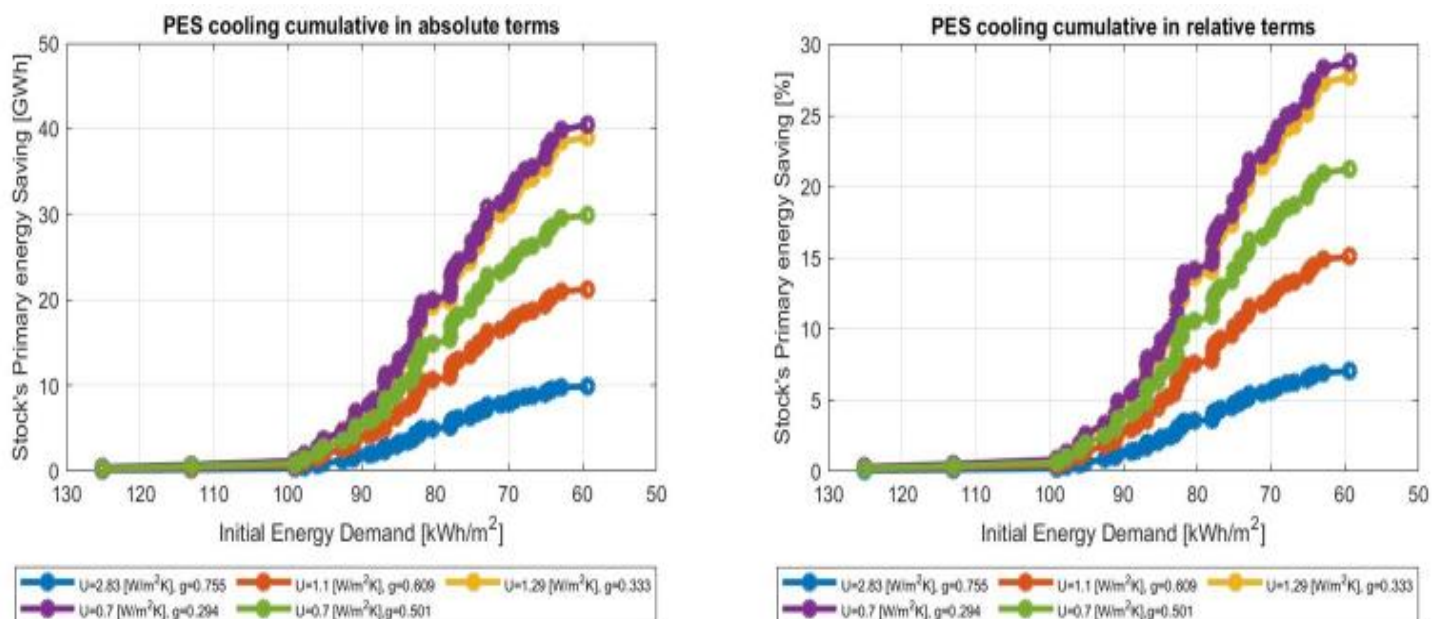 PES cooling cumulative in absolute terms
Stock's Primary energy Saving [GWh]
50
40
30
20
10
0
130 120 110 100 90 80 70 60 50
Initial Energy Demand [kWh/m²]
U=2.83 [W/m²K], g=0.755 U=1.1 [W/m²K], g=0.609 U=1.29 [W/m²K], g=0.333
U=0.7 [W/m²K], g=0.294 U=0.7 [W/m²K],g=0.501
PES cooling cumulative in relative terms
Stock's Primary energy Saving [%]
30
25
20
15
10
5
0
130 120 110 100 90 80 70 60 50
Initial Energy Demand [kWh/m²]
U=2.83 [W/m²K], g=0.755 U=1.1 [W/m²K], g=0.609 U=1.29 [W/m²K], g=0.333
U=0.7 [W/m²K], g=0.294 U=0.7 [W/m²K],g=0.501